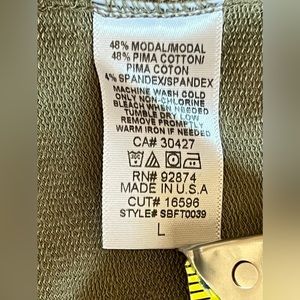 48% MODAL/MODAL
48% PIMA COTTON/
PIMA COTON
4% SPANDEX/SPANDEX
MACHINE WASH COLD
ONLY NON-CHLORINE
BLEACH WHEN NEEDED
TUMBLE DRY LOW
REMOVE PROMPTLY
WARM IRON IF NEEDED
CA# 30427
RN# 92874
MADE IN U.S.A
CUT# 16596
STYLE# SBFT0039
L